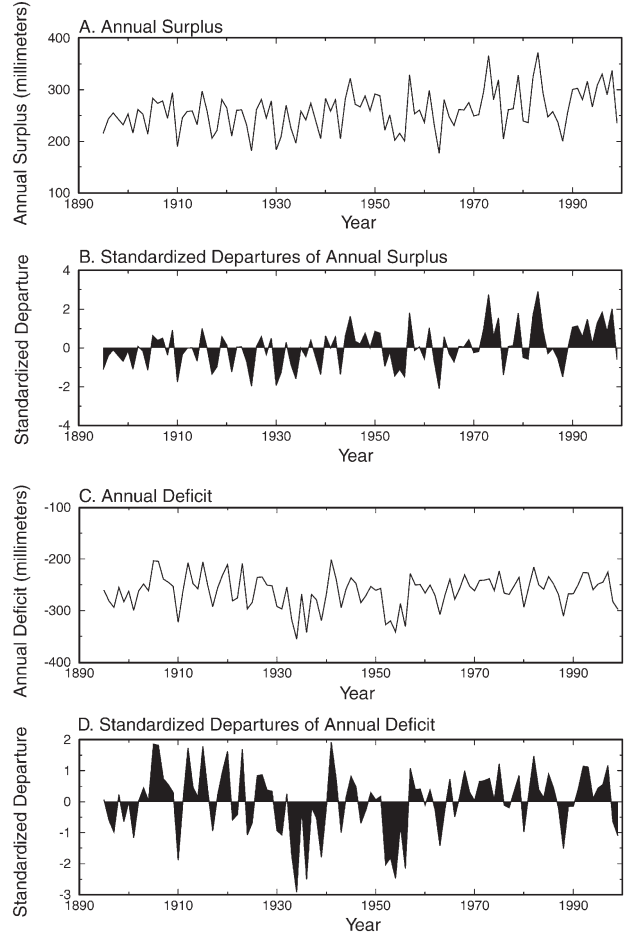 A. Annual Surplus
Annual Surplus (millimeters)
400
300
200
100
1890 1910 1930 1950 1970 1990
Year
B. Standardized Departures of Annual Surplus
Standardized Departure
4
2
0
-2
-4
1890 1910 1930 1950 1970 1990
Year
C. Annual Deficit
Annual Deficit (millimeters)
-100
-200
-300
-400
1890 1910 1930 1950 1970 1990
Year
D. Standardized Departures of Annual Deficit
Standardized Departure
2
1
0
-1
-2
-3
1890 1910 1930 1950 1970 1990
Year